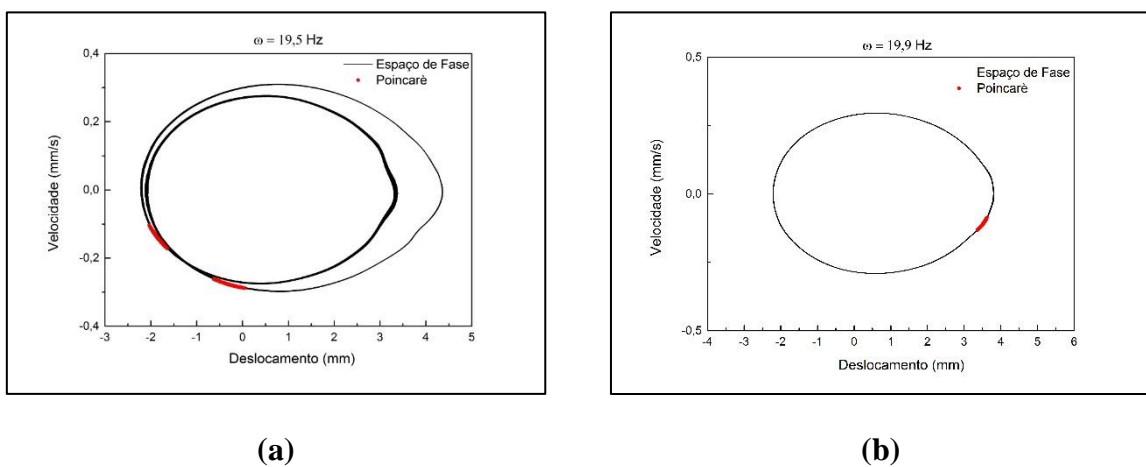 ω = 19,5 Hz
Espaço de Fase
Poincarè
Velocidade (mm/s)
0,4
0,2
0,0
-0,2
-0,4
-3 -2 -1 0 1 2 3 4 5
Deslocamento (mm)
(a)
ω = 19,9 Hz
Espaço de Fase
Poincarè
Velocidade (mm/s)
0,5
0,0
-0,5
-4 -3 -2 -1 0 1 2 3 4 5 6
Deslocamento (mm)
(b)